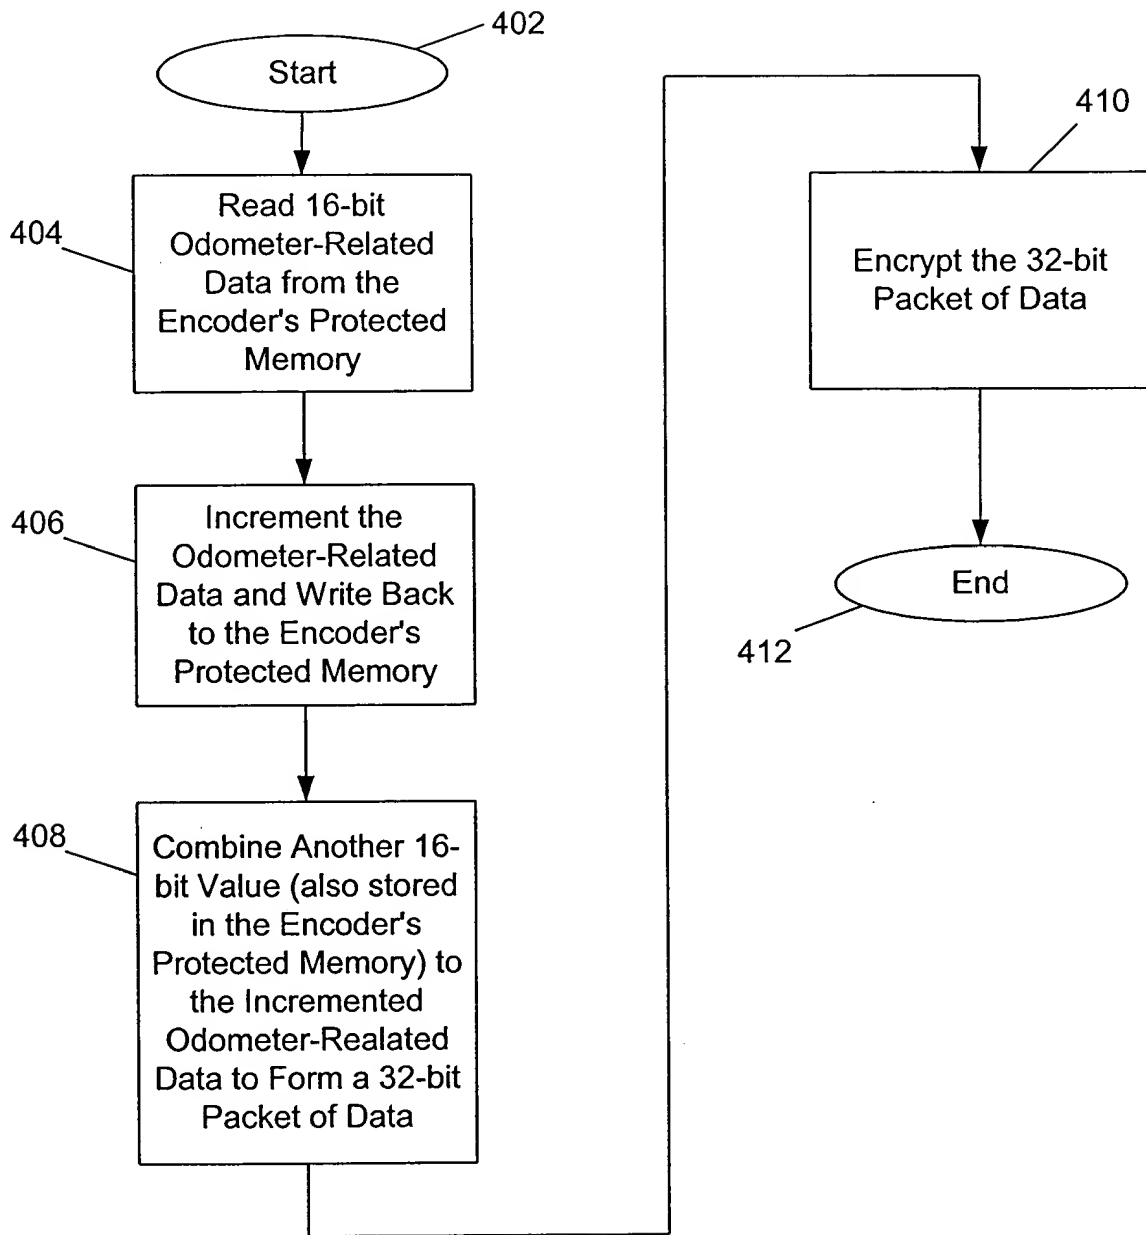 402
Start
404
Read 16-bit
Odometer-Related
Data from the
Encoder's Protected
Memory
406
Increment the
Odometer-Related
Data and Write Back
to the Encoder's
Protected Memory
408
Combine Another 16-
bit Value (also stored
in the Encoder's
Protected Memory) to
the Incremented
Odometer-Realated
Data to Form a 32-bit
Packet of Data
410
Encrypt the 32-bit
Packet of Data
End
412